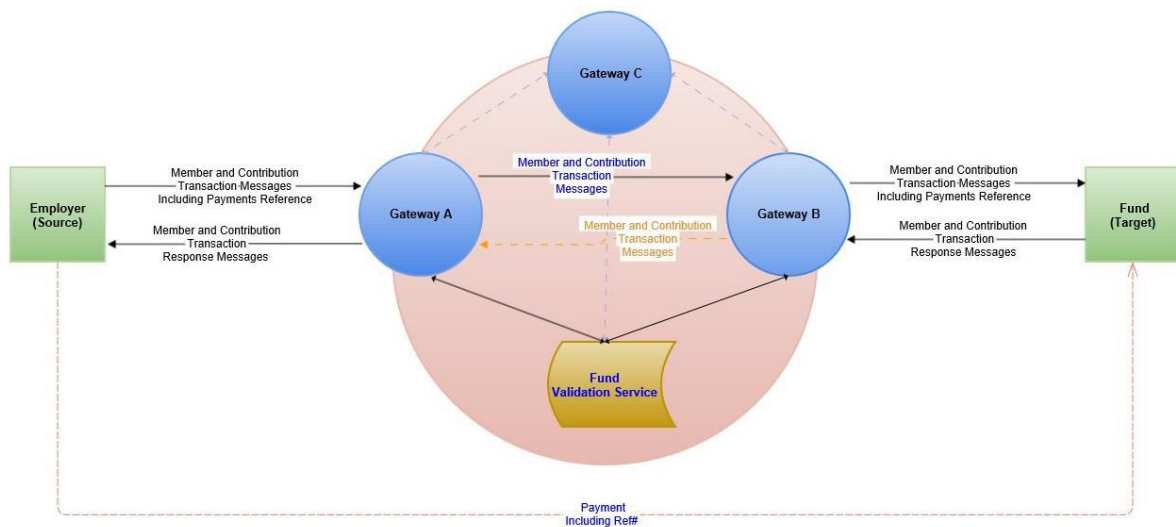 Gateway C
Member and Contribution
Transaction Messages
Including Payments Reference
Member and Contribution
Transaction
Messages
Member and Contribution
Transaction Messages
Including Payments Reference
Employer
(Source)
Gateway A
Gateway B
Fund
(Target)
Member and Contribution
Transaction
Response Messages
Member and Contribution
Transaction
Messages
Member and Contribution
Transaction
Response Messages
Fund
Validation Service
Payment
Including Ref#